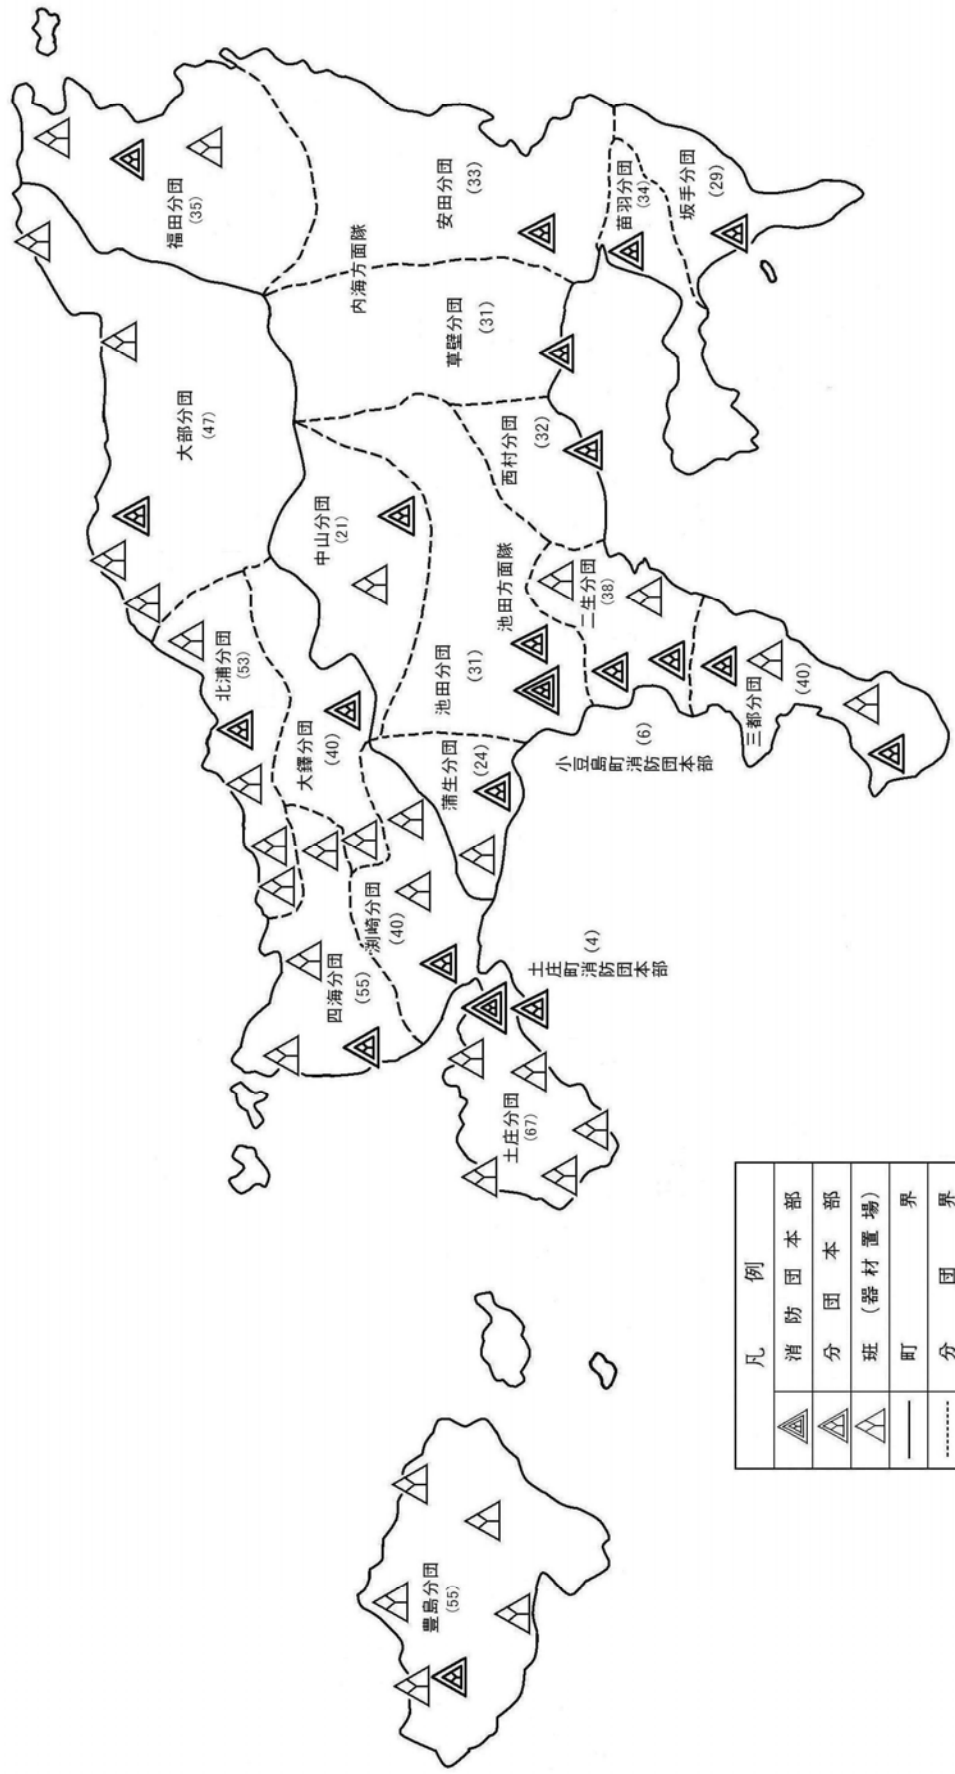 福田分団
(35)
大部分団
(47)
内海方面隊
安田分団
(33)
苗羽分団
(34)
坂手分団
(29)
草壁分団
(31)
西村分団
(32)
中山分団
(21)
池田方面隊
池田分団
(31)
二生分団
(38)
三都分団
(40)
北浦分団
(53)
大鐸分団
(40)
蒲生分団
(24)
(6)
小豆島町消防団本部
渕崎分団
(40)
四海分団
(55)
(4)
土庄町消防団本部
土庄分団
(67)
豊島分団
(55)
凡例
消防団本部
分団本部
班(器材置場)
町界
分団界